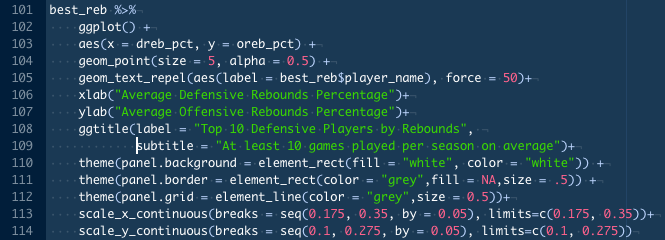 101 best_reb %>%
102 ggplot() +
103 aes(x = dreb_pct, y = oreb_pct) +
104 geom_point(size = 5, alpha = 0.5) +
105 geom_text_repel(aes(label = best_reb$player_name), force = 50)+
106 xlab("Average Defensive Rebounds Percentage")+
107 ylab("Average Offensive Rebounds Percentage")+
108 ggtitle(label = "Top 10 Defensive Players by Rebounds",
109 subtitle = "At least 10 games played per season on average")+
110 theme(panel.background = element_rect(fill = "white", color = "white")) +
111 theme(panel.border = element_rect(color = "grey",fill = NA,size = .5))+
112 theme(panel.grid = element_line(color = "grey",size = 0.5))+
113 scale_x_continuous(breaks = seq(0.175, 0.35, by = 0.05), limits=c(0.175, 0.35))+
114 scale_y_continuous(breaks = seq(0.1, 0.275, by = 0.05), limits=c(0.1, 0.275))